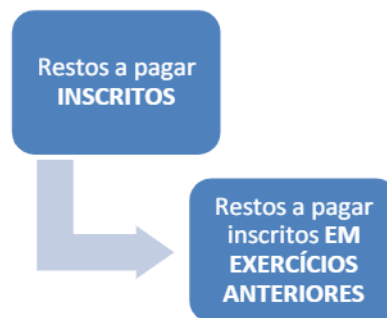 Restos a pagar
INSCRITOS
Restos a pagar
inscritos EM
EXERCÍCIOS
ANTERIORES